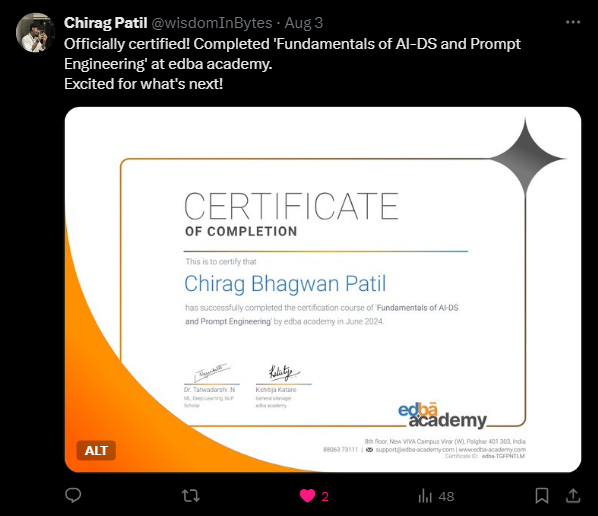 Chirag Patil @wisdomInBytes · Aug 3
Officially certified! Completed 'Fundamentals of AI-DS and Prompt
Engineering' at edba academy.
Excited for what's next!
CERTIFICATE
OF COMPLETION
This is to certify that
Chirag Bhagwan Patil
has successfully completed the certification course of 'Fundamentals of AI-DS
and Prompt Engineering' by edba academy in June 2024.
Dr. Tatwadarshi .N
ML, Deep Learning, NLP
Scholar
Kshitija Katare
General Manager
edba academy
edbā
academy
8th floor, New VIVA Campus Virar (W), Palghar 401 303, India
88063 73111 | support@edba-academy.com | www.edba-academy.com
Certificate ID: edba-TGFPNTLM
ALT
2
48